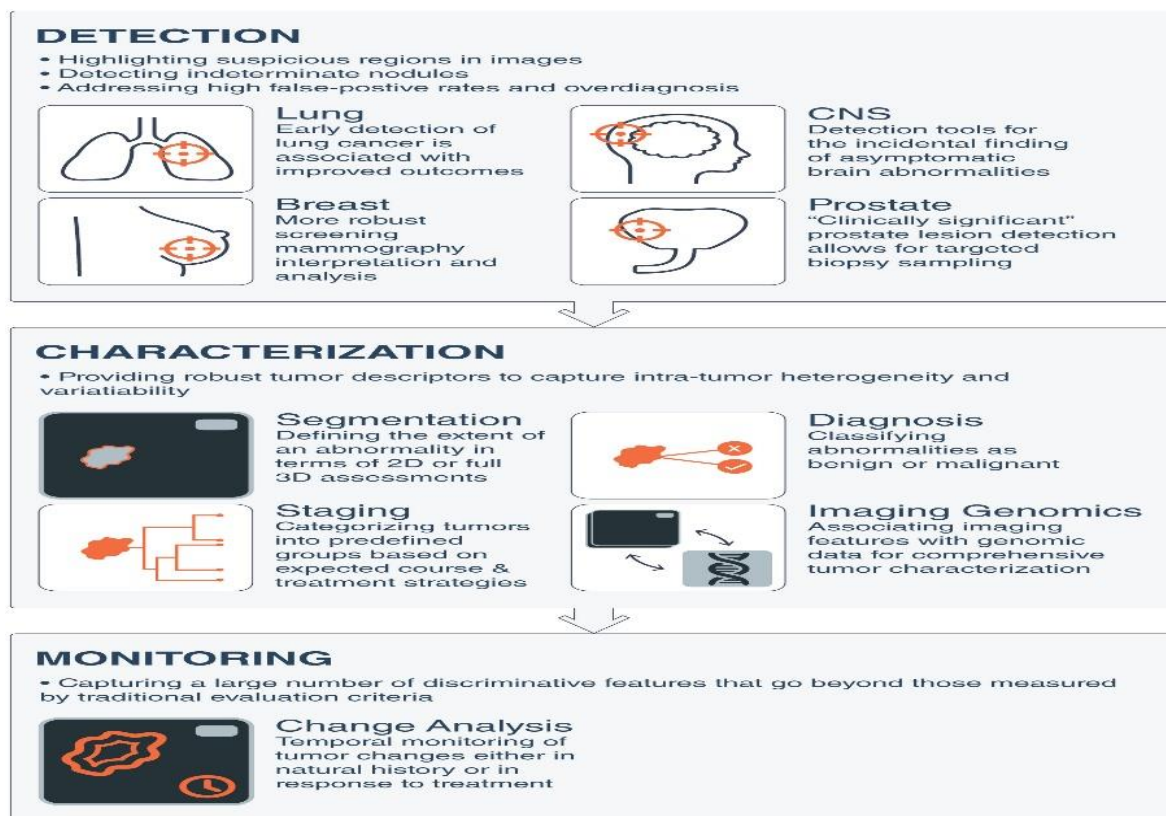 DETECTION
• Highlighting suspicious regions in images
• Detecting indeterminate nodules
• Addressing high false-postive rates and overdiagnosis
Lung
Early detection of
lung cancer is
associated with
improved outcomes
CNS
Detection tools for
the incidental finding
of asymptomatic
brain abnormalities
Breast
More robust
screening
mammography
interpretation and
analysis
Prostate
“Clinically significant”
prostate lesion detection
allows for targeted
biopsy sampling
CHARACTERIZATION
• Providing robust tumor descriptors to capture intra-tumor heterogeneity and
variatiability
Segmentation
Defining the extent of
an abnormality in
terms of 2D or full
3D assessments
Diagnosis
Classifying
abnormalities as
benign or malignant
Staging
Categorizing tumors
into predefined
groups based on
expected course &
treatment strategies
Imaging Genomics
Associating imaging
features with genomic
data for comprehensive
tumor characterization
MONITORING
• Capturing a large number of discriminative features that go beyond those measured
by traditional evaluation criteria
Change Analysis
Temporal monitoring of
tumor changes either in
natural history or in
response to treatment